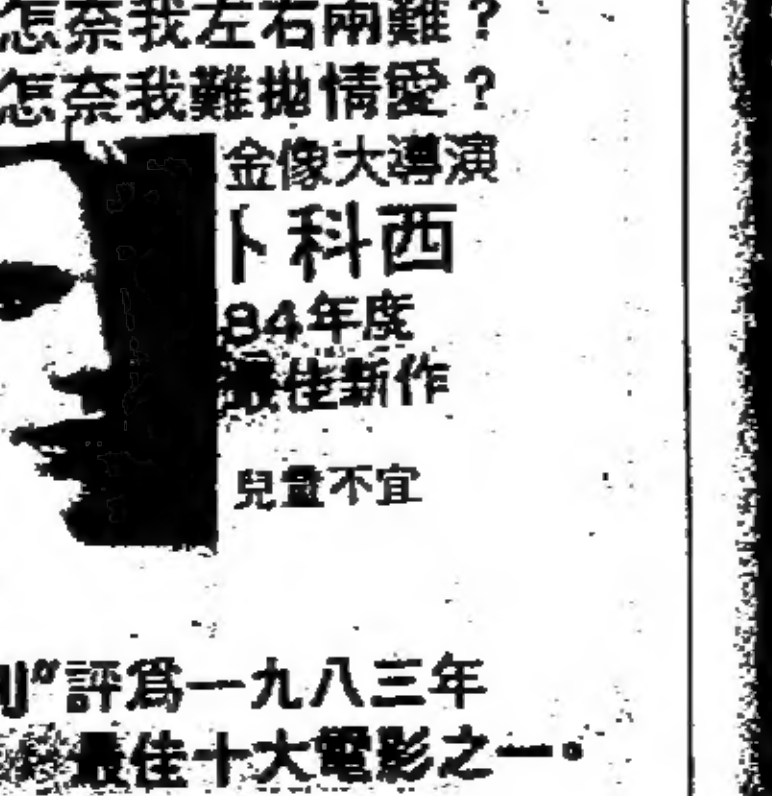 怎奈我左右兩難？
怎奈我難拋情愛？
金像大導演
卜科西
84年度
最佳新作
兒童不宜
刊"評爲一九八三年
最佳十大電影之一。